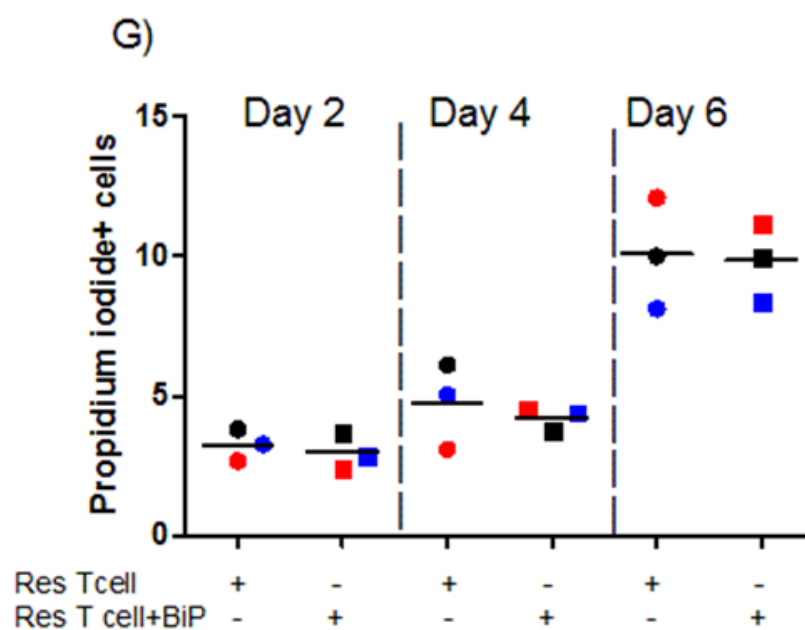 G)
Day 2 Day 4 Day 6
Propidium iodide+ cells
15
10
5
0
Res Tcell + - + - + -
Res T cell+BiP - + - + - +